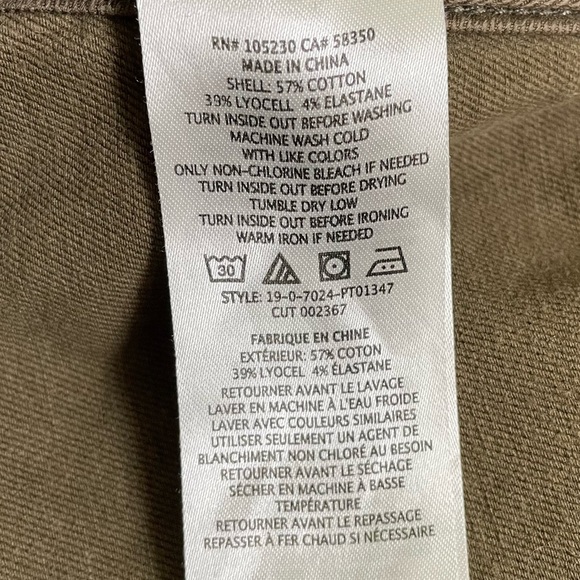 RN# 105230 CA# 58350
MADE IN CHINA
SHELL: 57% COTTON
39% LYOCELL 4% ELASTANE
TURN INSIDE OUT BEFORE WASHING
MACHINE WASH COLD
WITH LIKE COLORS
ONLY NON-CHLORINE BLEACH IF NEEDED
TURN INSIDE OUT BEFORE DRYING
TUMBLE DRY LOW
TURN INSIDE OUT BEFORE IRONING
WARM IRON IF NEEDED
30
STYLE: 19-0-7024-PT01347
CUT 002367
FABRIQUE EN CHINE
EXTÉRIEUR: 57% COTON
39% LYOCEL 4% ÉLASTANE
RETOURNER AVANT LE LAVAGE
LAVER EN MACHINE À L'EAU FROIDE
LAVER AVEC COULEURS SIMILAIRES
UTILISER SEULEMENT UN AGENT DE
BLANCHIMENT NON CHLORÉ AU BESOIN
RETOURNER AVANT LE SÉCHAGE
SÉCHER EN MACHINE À BASSE
TEMPÉRATURE
RETOURNER AVANT LE REPASSAGE
REPASSER À FER CHAUD SI NÉCESSAIRE